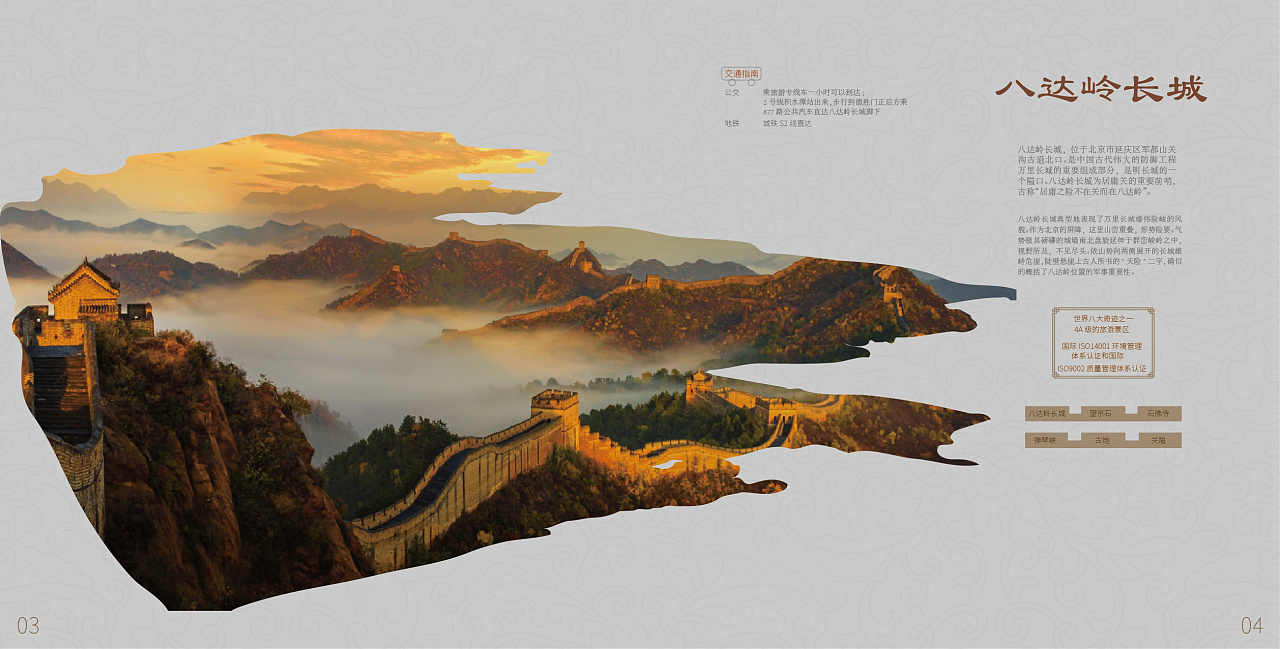 交通指南
公交 乘旅游专线车一小时可以到达；
2 号线积水潭站出来，步行到德胜门正后方乘
877 路公共汽车直达八达岭长城脚下
地铁 城铁 S2 线直达
八达岭长城
八达岭长城，位于北京市延庆区军都山关
沟古道北口。是中国古代伟大的防御工程
万里长城的重要组成部分，是明长城的一
个隘口。八达岭长城为居庸关的重要前哨，
古称“居庸之险不在关而在八达岭”。
八达岭长城典型地表现了万里长城雄伟险峻的风
貌。作为北京的屏障，这里山峦重叠，形势险要。气
势极其磅礴的城墙南北盘旋延伸于群峦峻岭之中，
视野所及，不见尽头。依山势向两侧展开的长城雄
峙危崖，陡壁悬崖上古人所书的＂天险＂二字，确切
的概括了八达岭位置的军事重要性。
世界八大奇迹之一
4A 级的旅游景区
国际 ISO14001 环境管理
体系认证和国际
ISO9002 质量管理体系认证
八达岭长城 望京石 石佛寺
弹琴峡 古炮 关隘
03
04